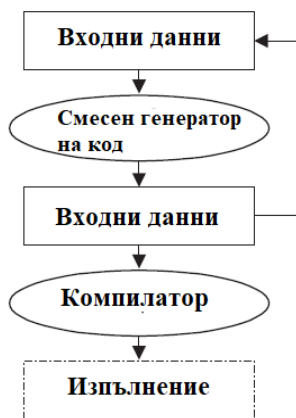 Входни данни
Смесен генератор
на код
Входни данни
Компилатор
Изпълнение